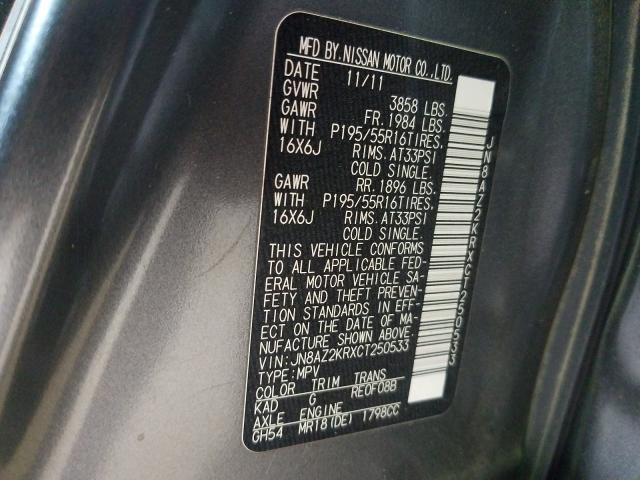 MFD BY. NISSAN MOTOR CO., LTD.
DATE 11/11
GVWR 3858 LBS.
GAWR FR. 1984 LBS.
WITH P195/55R16TIRES,
16X6J RIMS. AT33PSI
COLD SINGLE.
GAWR RR. 1896 LBS.
WITH P195/55R16TIRES,
16X6J RIMS. AT33PSI
COLD SINGLE.
THIS VEHICLE CONFORMS
TO ALL APPLICABLE FED-
ERAL MOTOR VEHICLE SA-
FETY AND THEFT PREVEN-
TION STANDARDS IN EFF-
ECT ON THE DATE OF MA-
NUFACTURE SHOWN ABOVE.
VIN: JN8AZ2KRXCT250533
TYPE: MPV
COLOR TRIM TRANS
KAD G RE0F08B
AXLE ENGINE
GH54 MR18(DE) 1798CC
JN8AZ2KRXCT250533